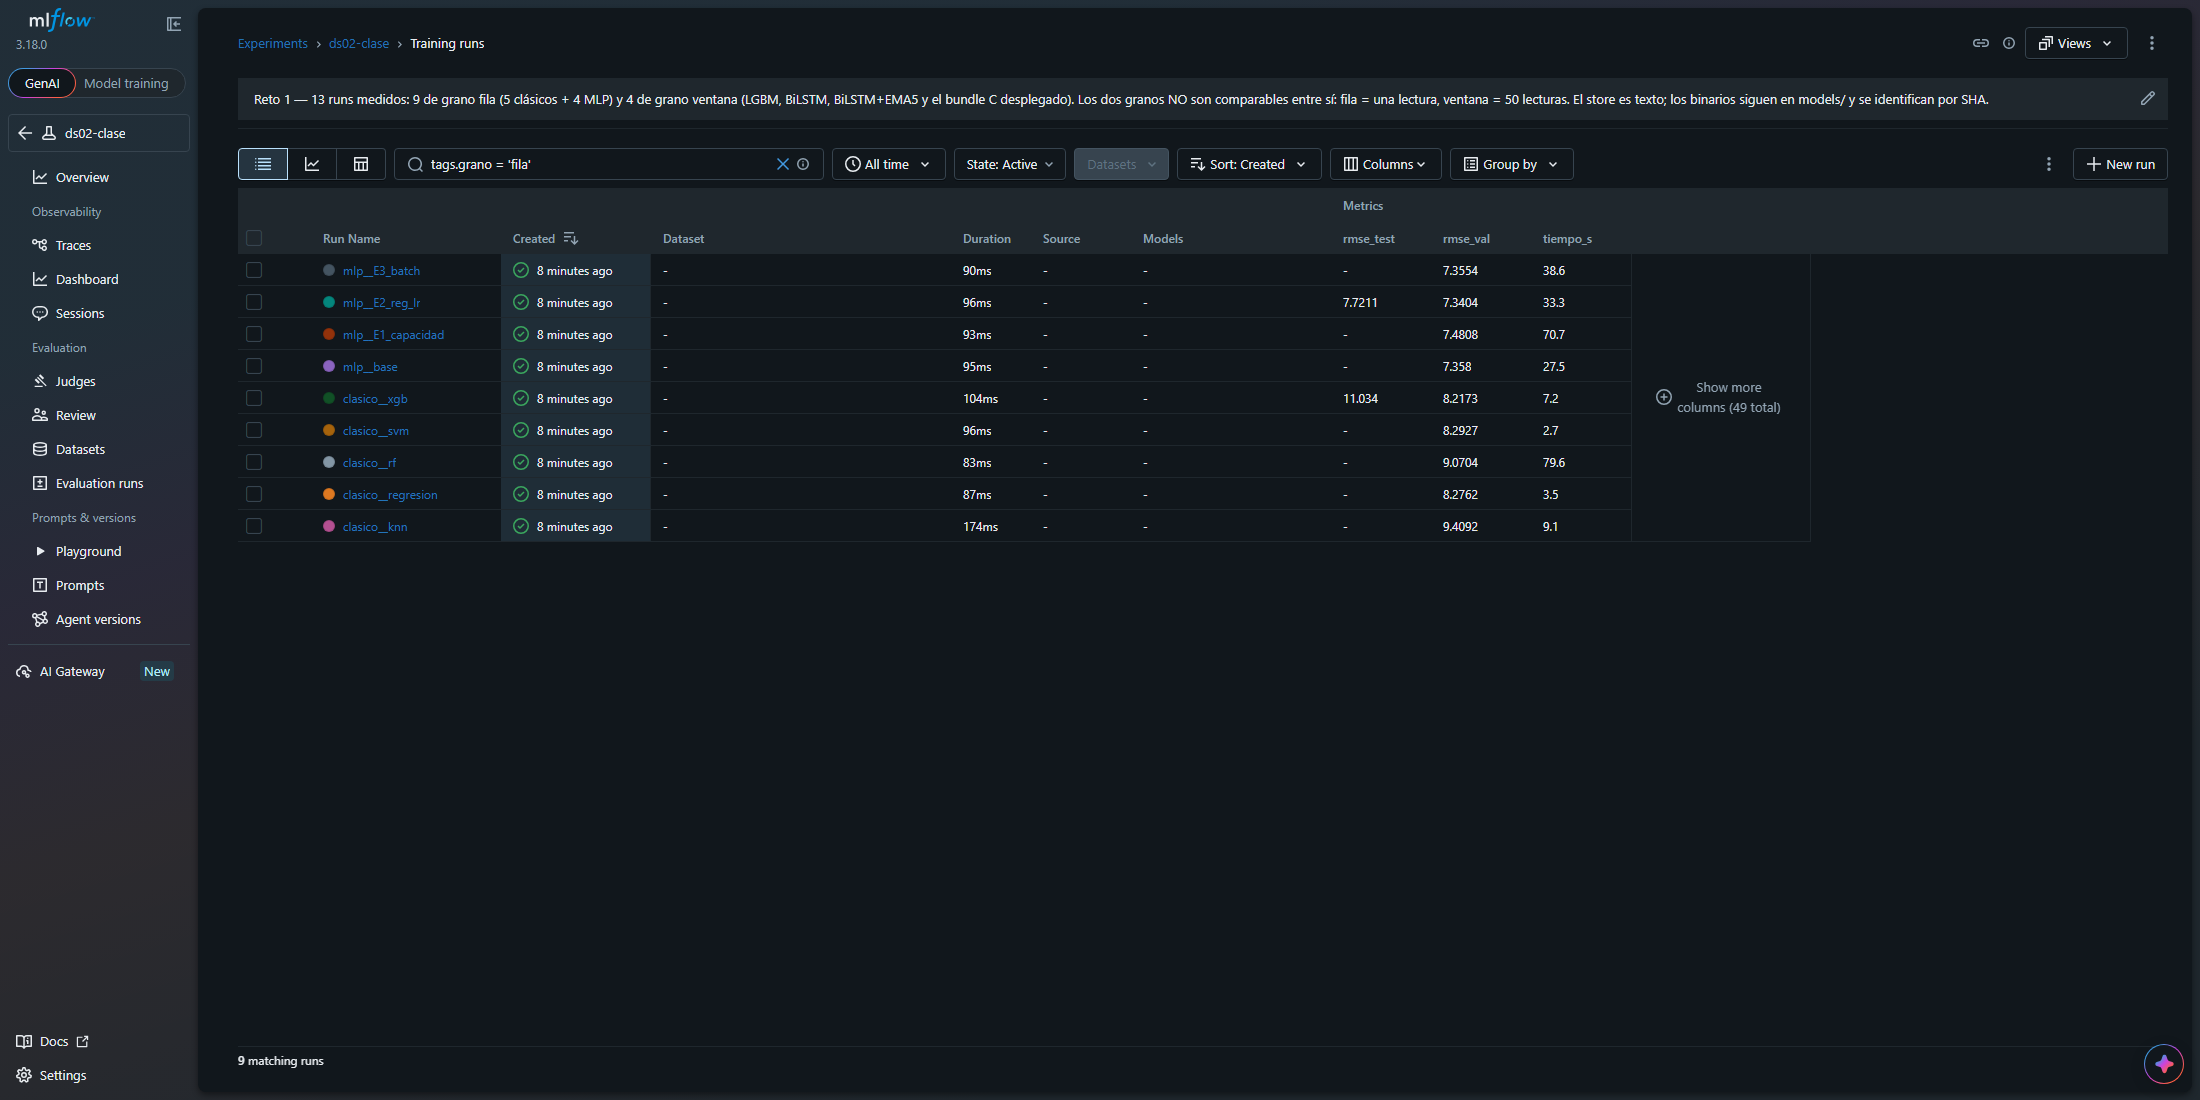 mlflow
3.18.0
GenAI Model training
ds02-clase
Overview
Observability
Traces
Dashboard
Sessions
Evaluation
Judges
Review
Datasets
Evaluation runs
Prompts & versions
Playground
Prompts
Agent versions
AI Gateway New
Docs
Settings
Experiments > ds02-clase > Training runs
Views
Reto 1 — 13 runs medidos: 9 de grano fila (5 clásicos + 4 MLP) y 4 de grano ventana (LGBM, BiLSTM, BiLSTM+EMA5 y el bundle C desplegado). Los dos granos NO son comparables entre sí: fila = una lectura, ventana = 50 lecturas. El store es texto; los binarios siguen en models/ y se identifican por SHA.
tags.grano = 'fila' All time State: Active Datasets Sort: Created Columns Group by New run
Metrics
Run Name Created Dataset Duration Source Models rmse_test rmse_val tiempo_s
mlp__E3_batch 8 minutes ago - 90ms - - - 7.3554 38.6
mlp__E2_reg_lr 8 minutes ago - 96ms - - 7.7211 7.3404 33.3
mlp__E1_capacidad 8 minutes ago - 93ms - - - 7.4808 70.7
mlp__base 8 minutes ago - 95ms - - - 7.358 27.5
clasico__xgb 8 minutes ago - 104ms - - 11.034 8.2173 7.2
clasico__svm 8 minutes ago - 96ms - - - 8.2927 2.7
clasico__rf 8 minutes ago - 83ms - - - 9.0704 79.6
clasico__regresion 8 minutes ago - 87ms - - - 8.2762 3.5
clasico__knn 8 minutes ago - 174ms - - - 9.4092 9.1
Show more
columns (49 total)
9 matching runs